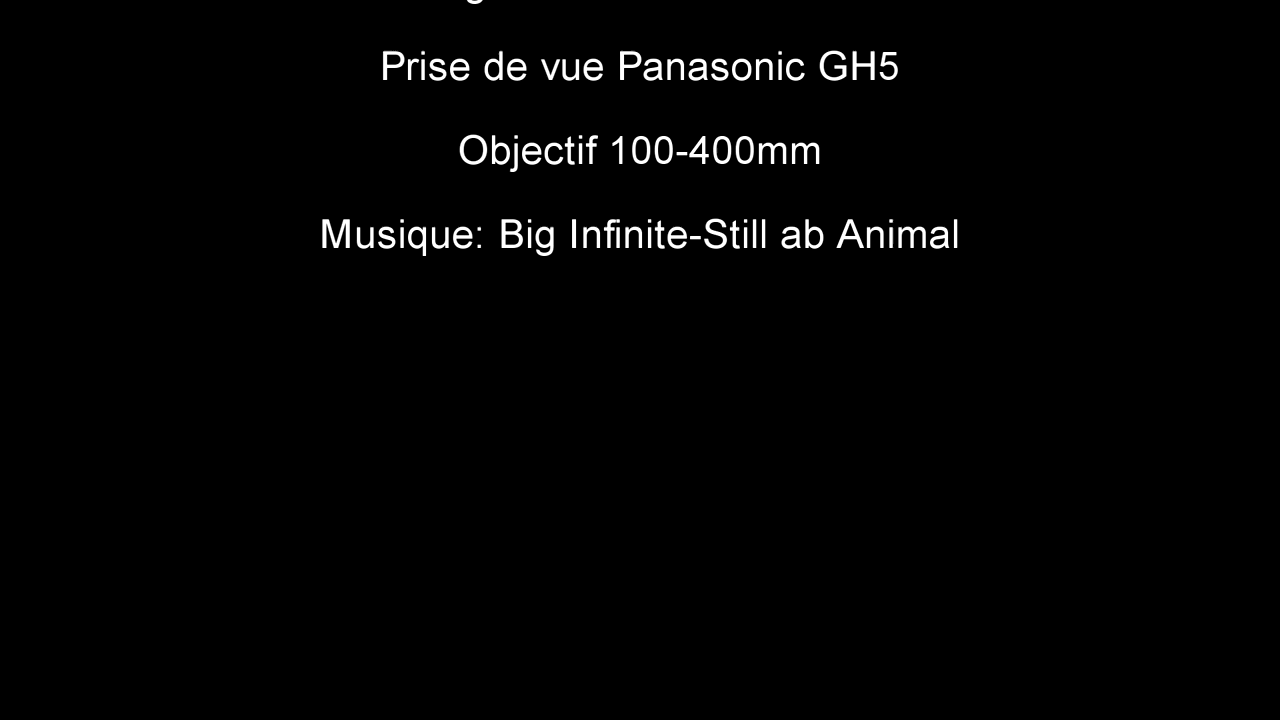 Prise de vue Panasonic GH5
Objectif 100-400mm
Musique: Big Infinite-Still ab Animal